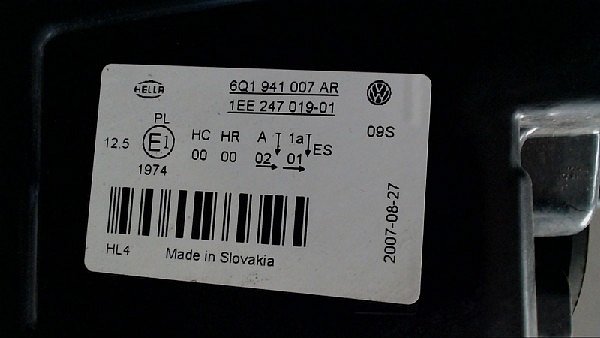 HELLA
6Q1 941 007 AR
1EE 247 019-01
PL
12.5 E1 HC HR A 1a ES
00 00 02 01
1974
09S
HL4 Made in Slovakia
2007-08-27